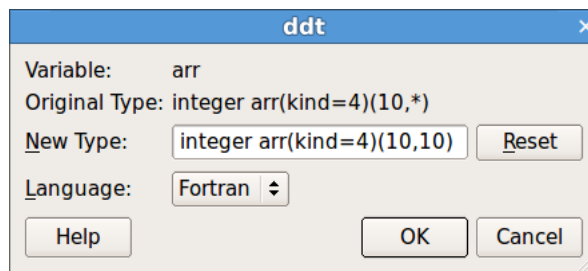 ddt
Variable: arr
Original Type: integer arr(kind=4)(10,*)
New Type: integer arr(kind=4)(10,10) Reset
Language: Fortran
Help OK Cancel